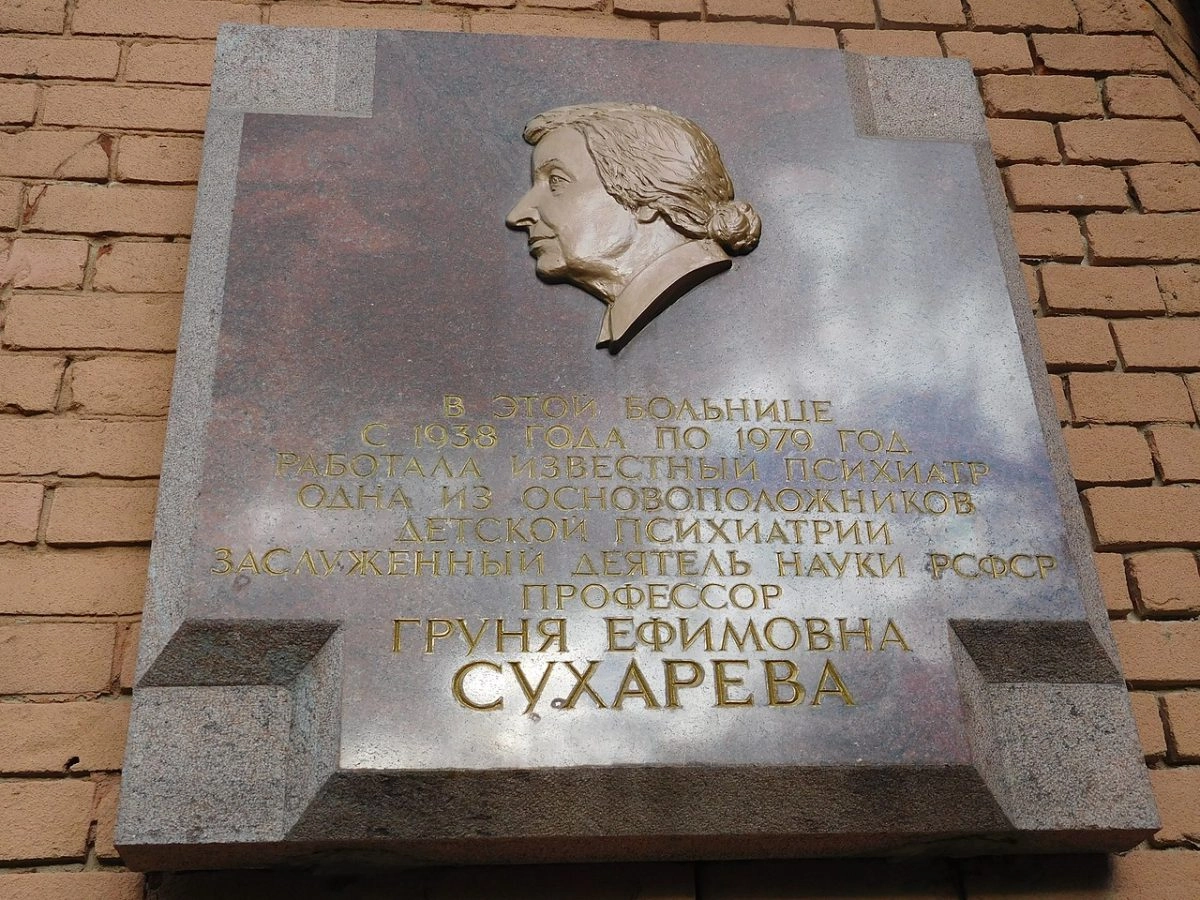 В ЭТОЙ БОЛЬНИЦЕ
С 1938 ГОДА ПО 1979 ГОД
РАБОТАЛА ИЗВЕСТНЫЙ ПСИХИАТР
ОДНА ИЗ ОСНОВОПОЛОЖНИКОВ
ДЕТСКОЙ ПСИХИАТРИИ
ЗАСЛУЖЕННЫЙ ДЕЯТЕЛЬ НАУКИ РСФСР
ПРОФЕССОР
ГРУНЯ ЕФИМОВНА
СУХАРЕВА